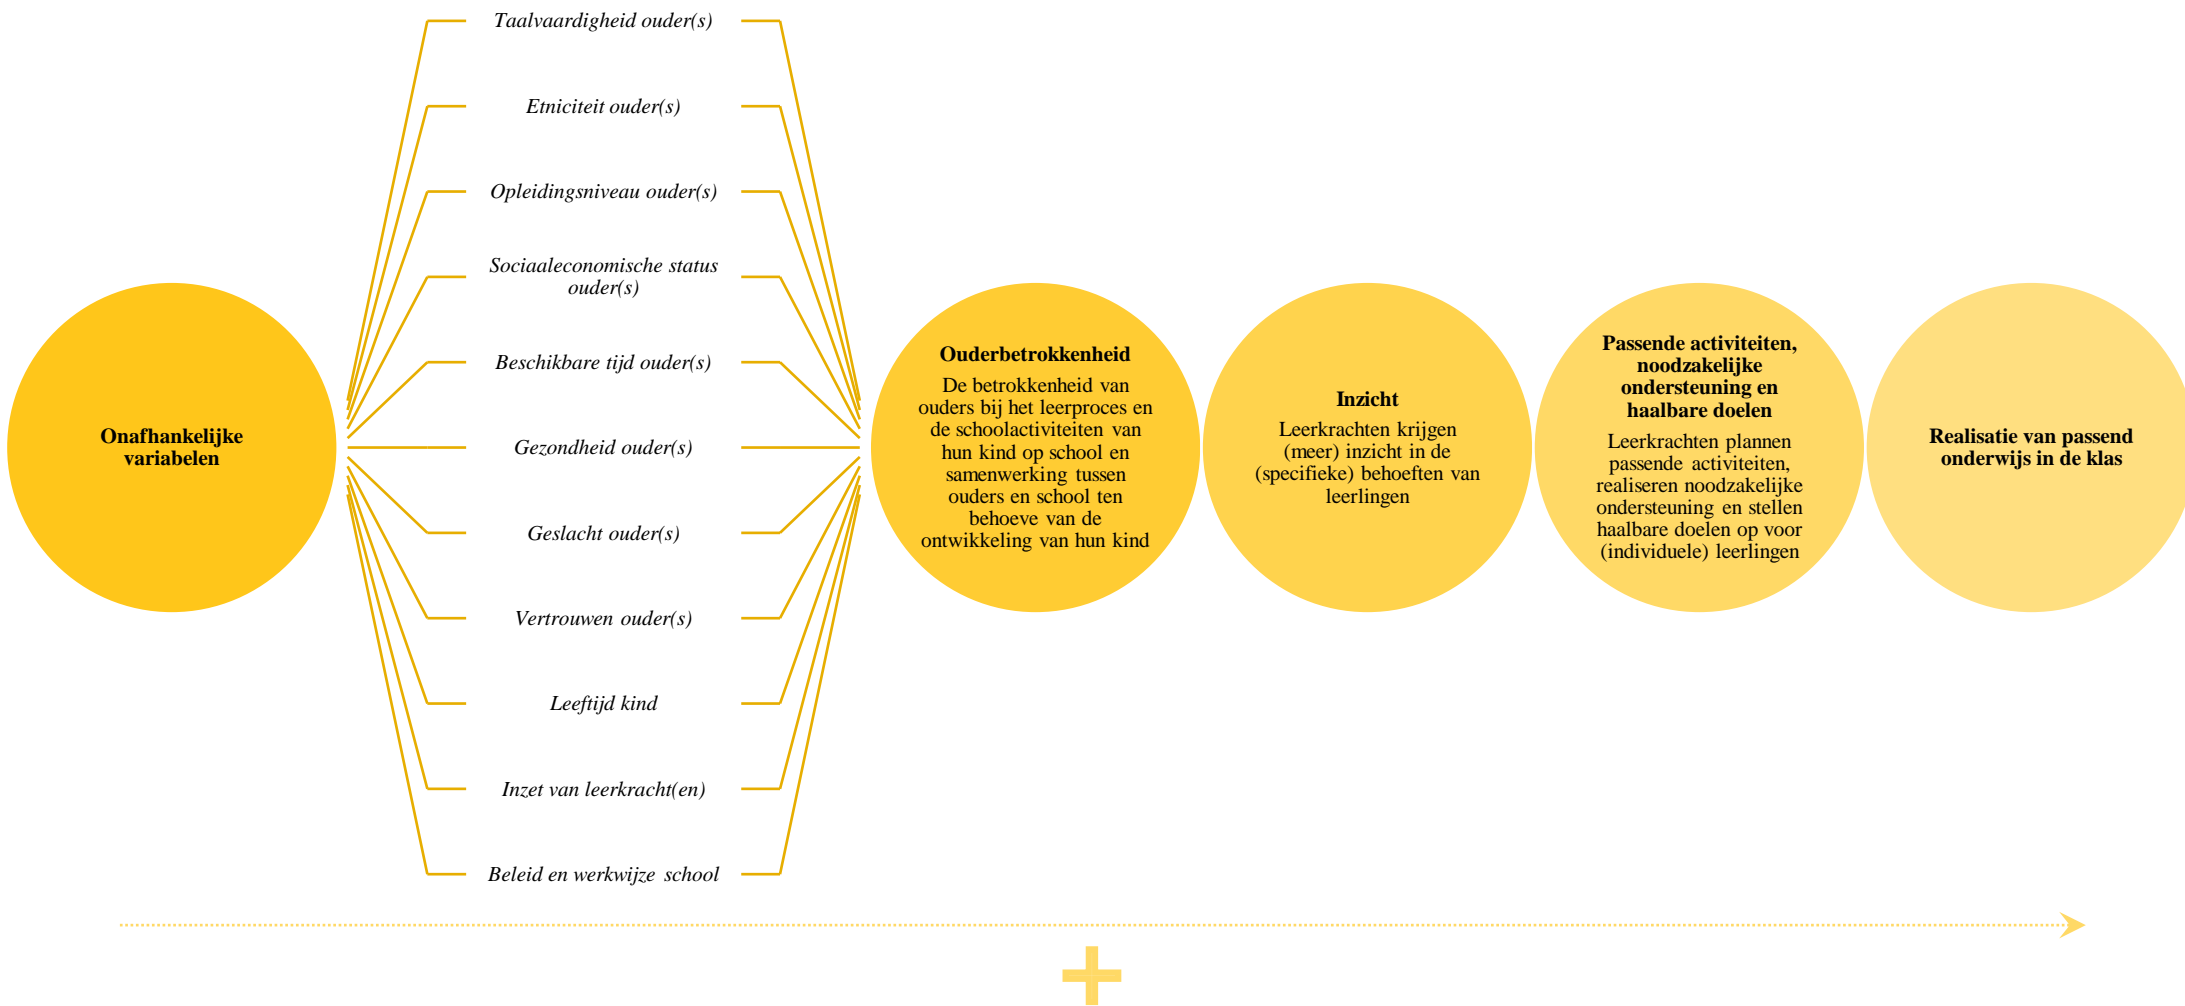 Onafhankelijke
variabelen
Taalvaardigheid ouder(s)
Etniciteit ouder(s)
Opleidingsniveau ouder(s)
Sociaaleconomische status
ouder(s)
Beschikbare tijd ouder(s)
Gezondheid ouder(s)
Geslacht ouder(s)
Vertrouwen ouder(s)
Leeftijd kind
Inzet van leerkracht(en)
Beleid en werkwijze school
Ouderbetrokkenheid
De betrokkenheid van
ouders bij het leerproces en
de schoolactiviteiten van
hun kind op school en
samenwerking tussen
ouders en school ten
behoeve van de
ontwikkeling van hun kind
Inzicht
Leerkrachten krijgen
(meer) inzicht in de
(specifieke) behoeften van
leerlingen
Passende activiteiten,
noodzakelijke
ondersteuning en
haalbare doelen
Leerkrachten plannen
passende activiteiten,
realiseren noodzakelijke
ondersteuning en stellen
haalbare doelen op voor
(individuele) leerlingen
Realisatie van passend
onderwijs in de klas
+